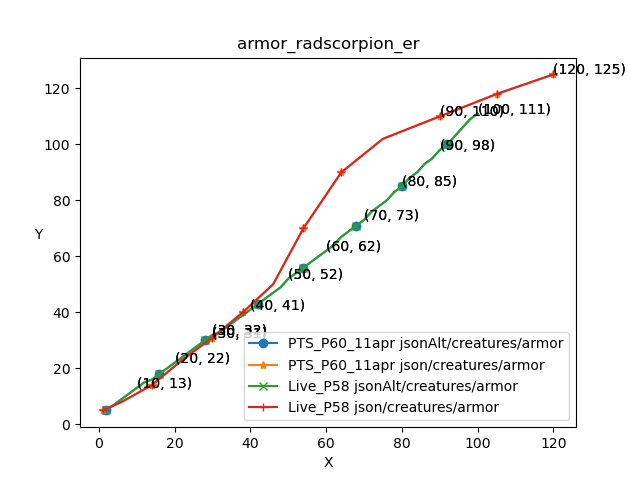 armor_radscorpion_er
Y
120
100
80
60
40
20
0
(120, 125)
(90, 110)
(100, 111)
(90, 98)
(80, 85)
(70, 73)
(60, 62)
(50, 52)
(40, 41)
(30, 31)
(20, 22)
(10, 13)
PTS_P60_11apr jsonAlt/creatures/armor
PTS_P60_11apr json/creatures/armor
Live_P58 jsonAlt/creatures/armor
Live_P58 json/creatures/armor
0 20 40 60 80 100 120
X